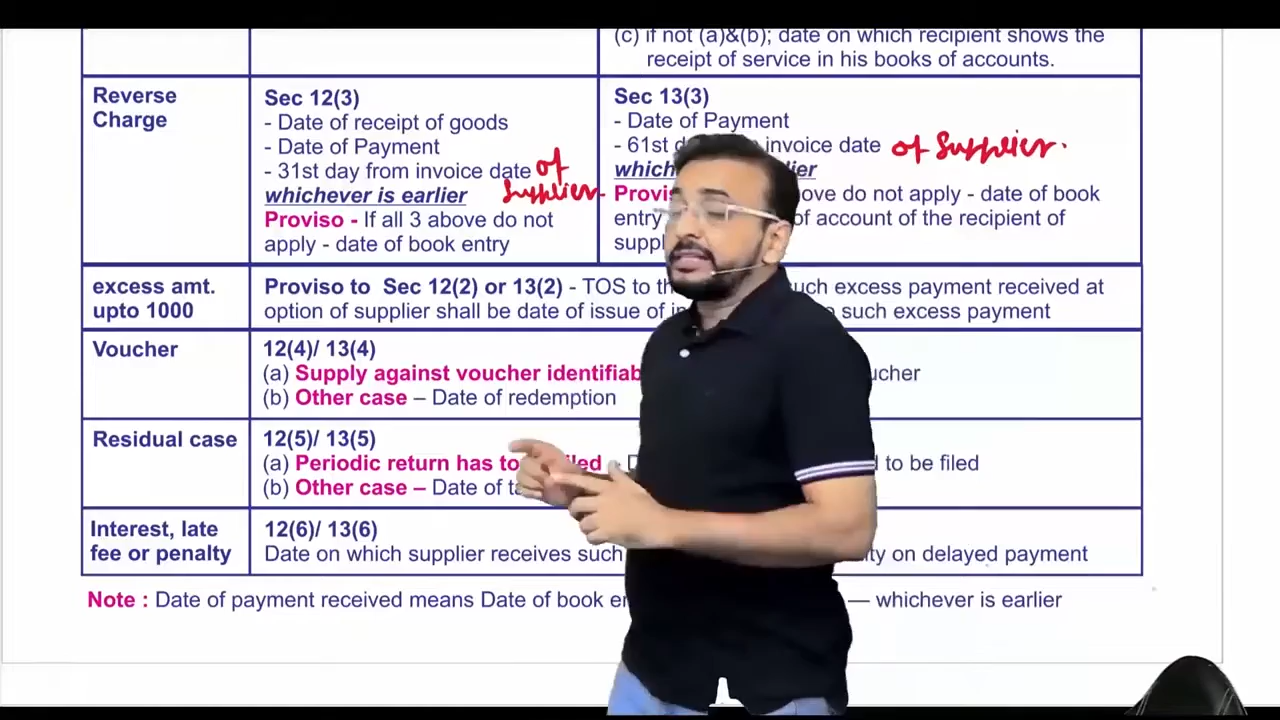 (c) if not (a)&(b); date on which recipient shows the
receipt of service in his books of accounts.
Reverse
Charge
Sec 12(3)
- Date of receipt of goods
- Date of Payment
- 31st day from invoice date of
whichever is earlier supplier
Proviso - If all 3 above do not
apply - date of book entry
Sec 13(3)
- Date of Payment
- 61st invoice date of supplier.
above do not apply - date of book
entry of account of the recipient of
excess amt.
upto 1000
Proviso to Sec 12(2) or 13(2) - TOS to such excess payment received at
option of supplier shall be date of issue of such excess payment
Voucher
12(4)/ 13(4)
(a) Supply against voucher
(b) Other case – Date of redemption
Residual case
12(5)/ 13(5)
(a) Periodic return has to - to be filed
(b) Other case – Date of
Interest, late
fee or penalty
12(6)/ 13(6)
Date on which supplier receives such on delayed payment
Note : Date of payment received means Date of book — whichever is earlier